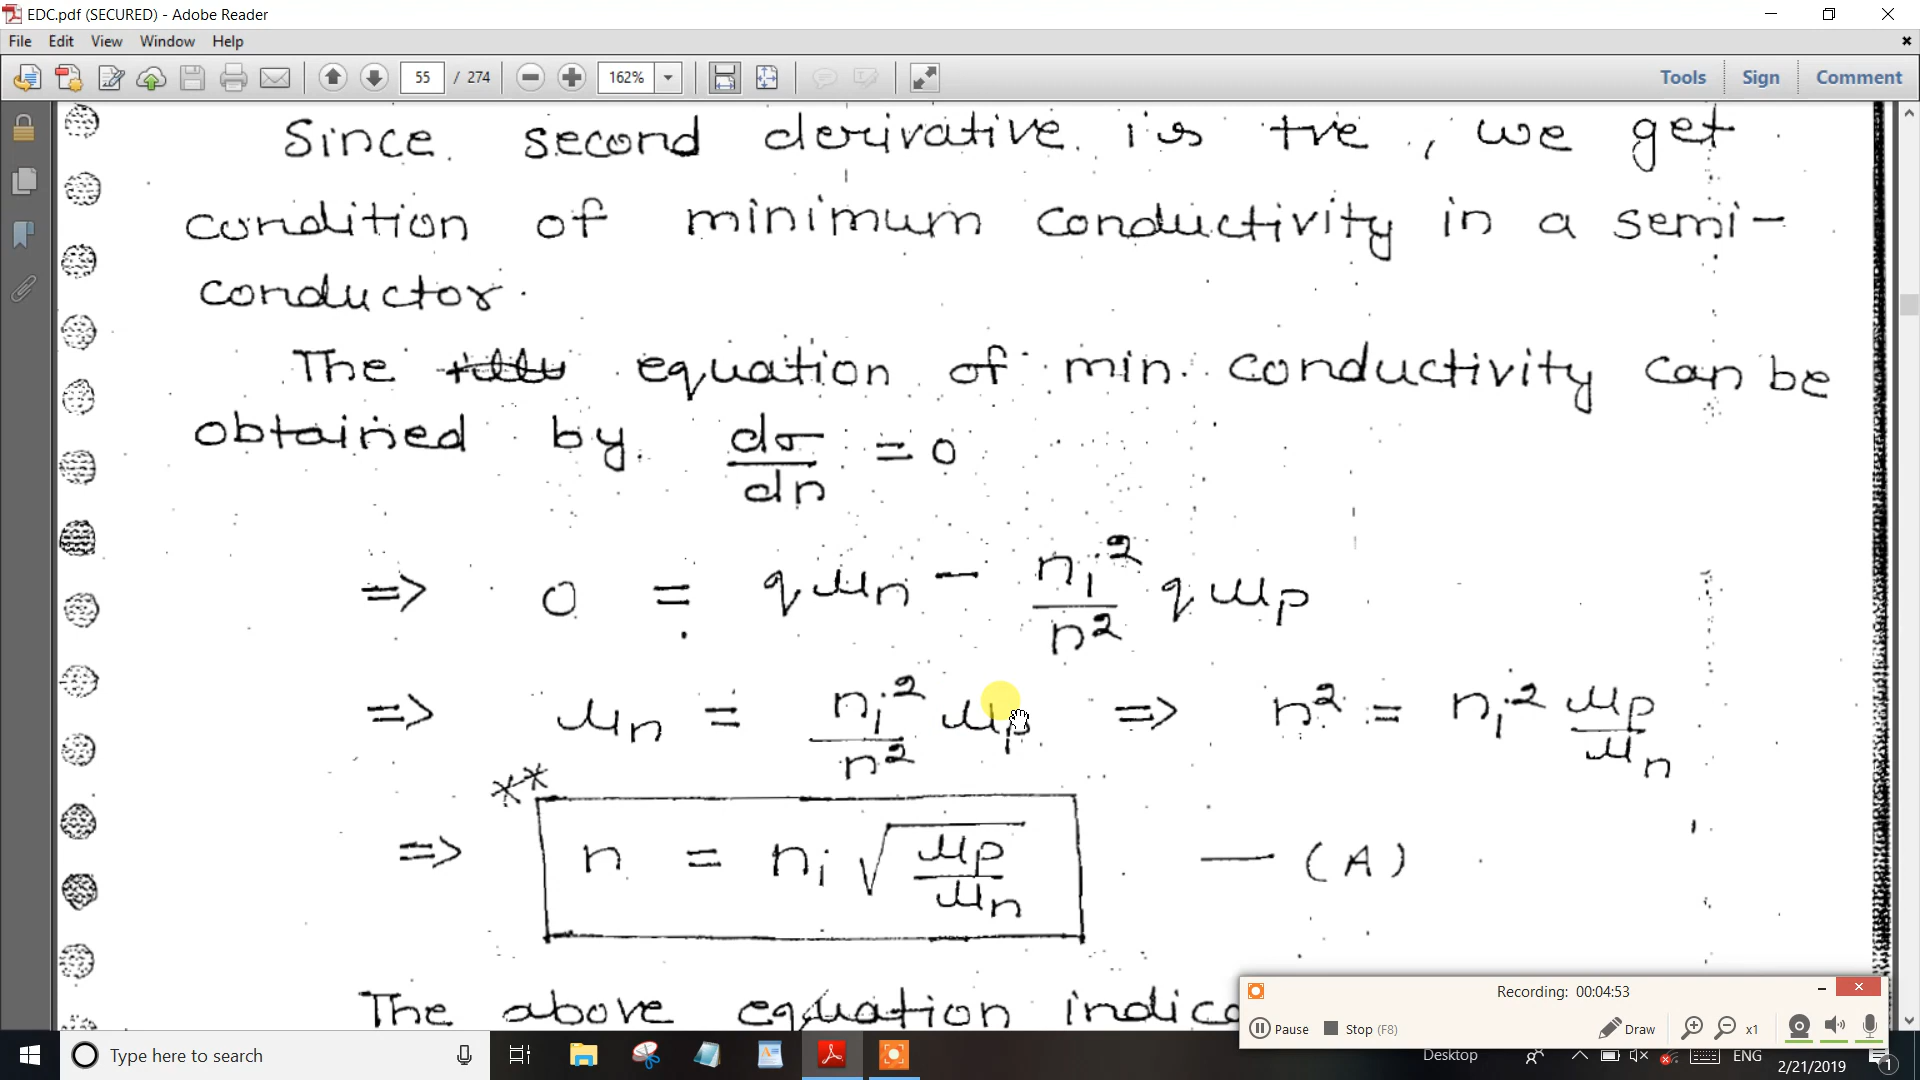 EDC.pdf (SECURED) - Adobe Reader
File Edit View Window Help
55 / 274 162% Tools Sign Comment
Since second derivative is +ve, we get
condition of minimum conductivity in a semi-
conductor.
The equation of min. conductivity can be
obtained by. dσ/dn = 0
=> 0 = qμn - ni²/n² qμp
=> μn = ni²/n² μp => n² = ni² μp/μn
**
=> n = ni √(μp/μn) — (A)
The above equation indica
Recording: 00:04:53
Pause Stop (F8) Draw x1
Type here to search
Desktop ENG
2/21/2019 1